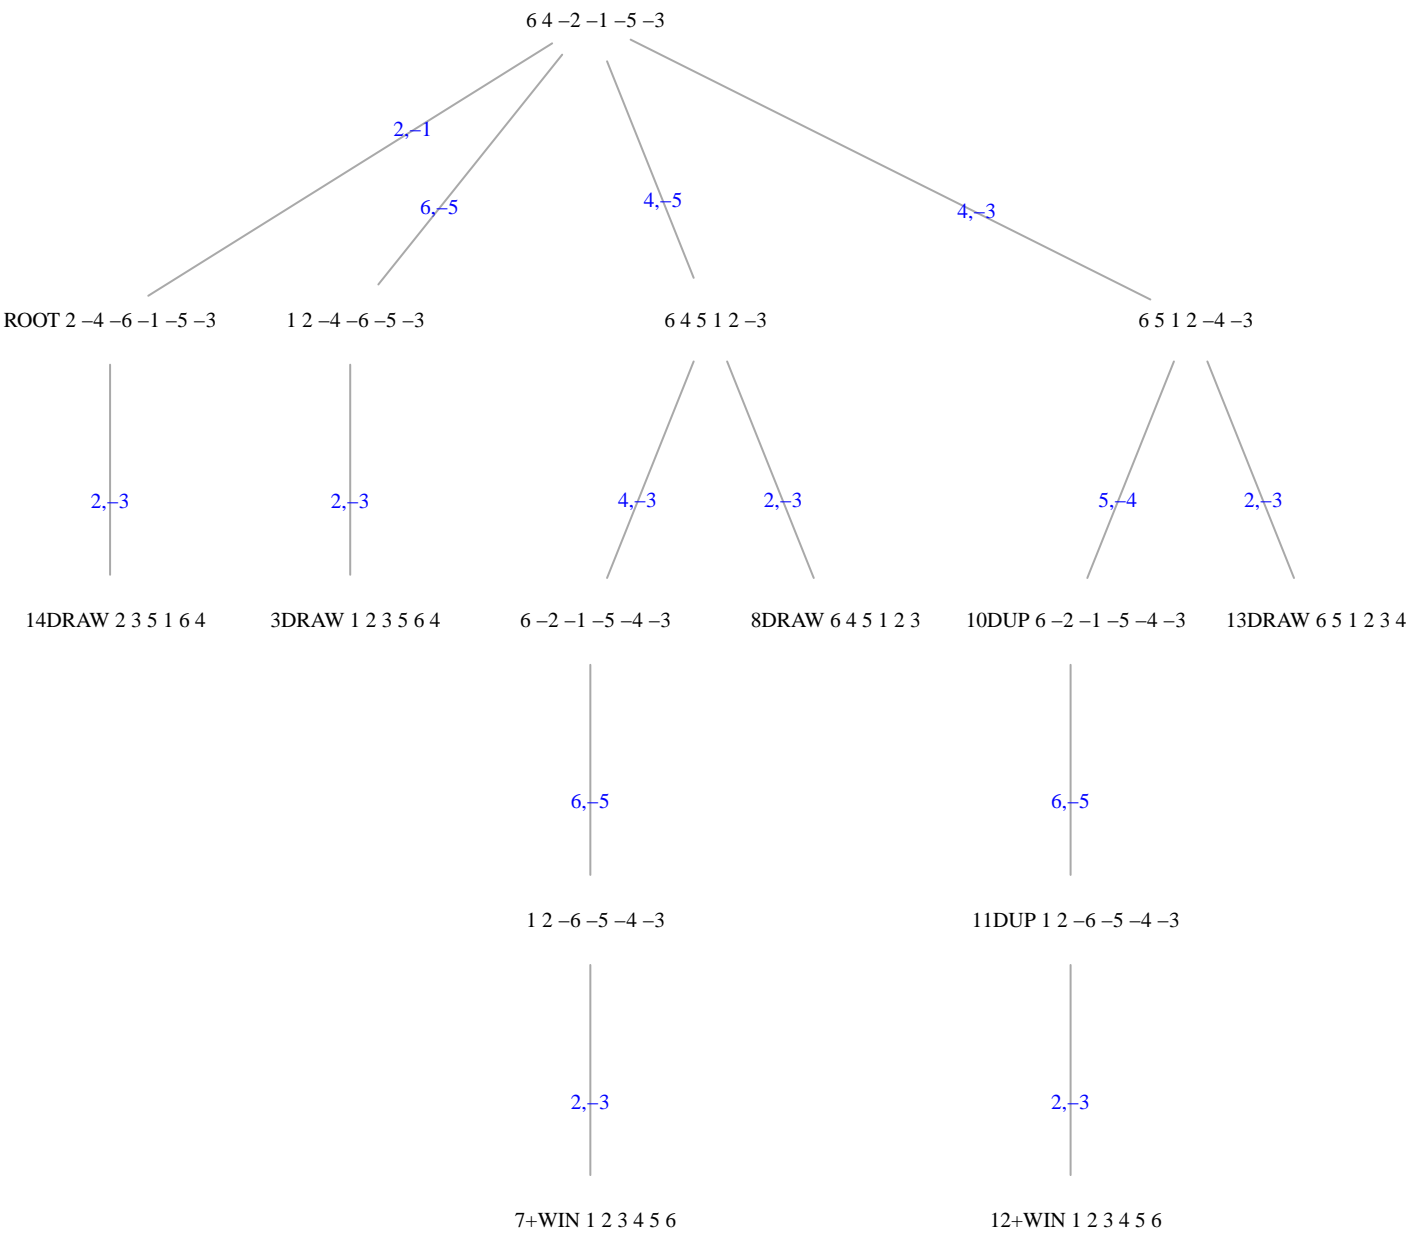 6 4 –2 –1 –5 –3
2,–1
6,–5
4,–5
4,–3
ROOT 2 –4 –6 –1 –5 –3
1 2 –4 –6 –5 –3
6 4 5 1 2 –3
6 5 1 2 –4 –3
2,–3
2,–3
4,–3
2,–3
5,–4
2,–3
14DRAW 2 3 5 1 6 4
3DRAW 1 2 3 5 6 4
6 –2 –1 –5 –4 –3
8DRAW 6 4 5 1 2 3
10DUP 6 –2 –1 –5 –4 –3
13DRAW 6 5 1 2 3 4
6,–5
6,–5
1 2 –6 –5 –4 –3
11DUP 1 2 –6 –5 –4 –3
2,–3
2,–3
7+WIN 1 2 3 4 5 6
12+WIN 1 2 3 4 5 6